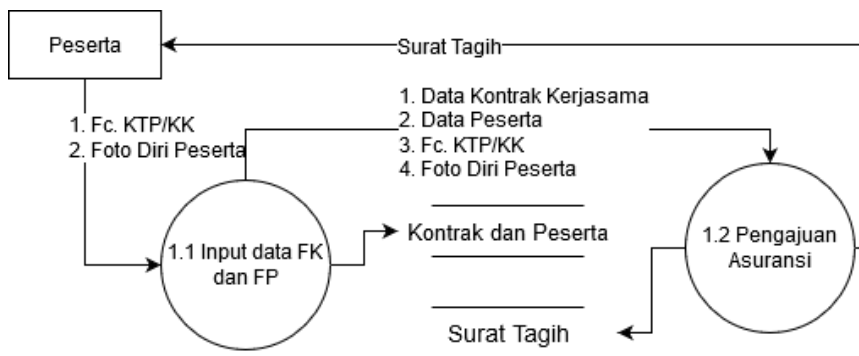 Peserta
Surat Tagih
1. Fc. KTP/KK
2. Foto Diri Peserta
1. Data Kontrak Kerjasama
2. Data Peserta
3. Fc. KTP/KK
4. Foto Diri Peserta
1.1 Input data FK
dan FP
Kontrak dan Peserta
1.2 Pengajuan
Asuransi
Surat Tagih